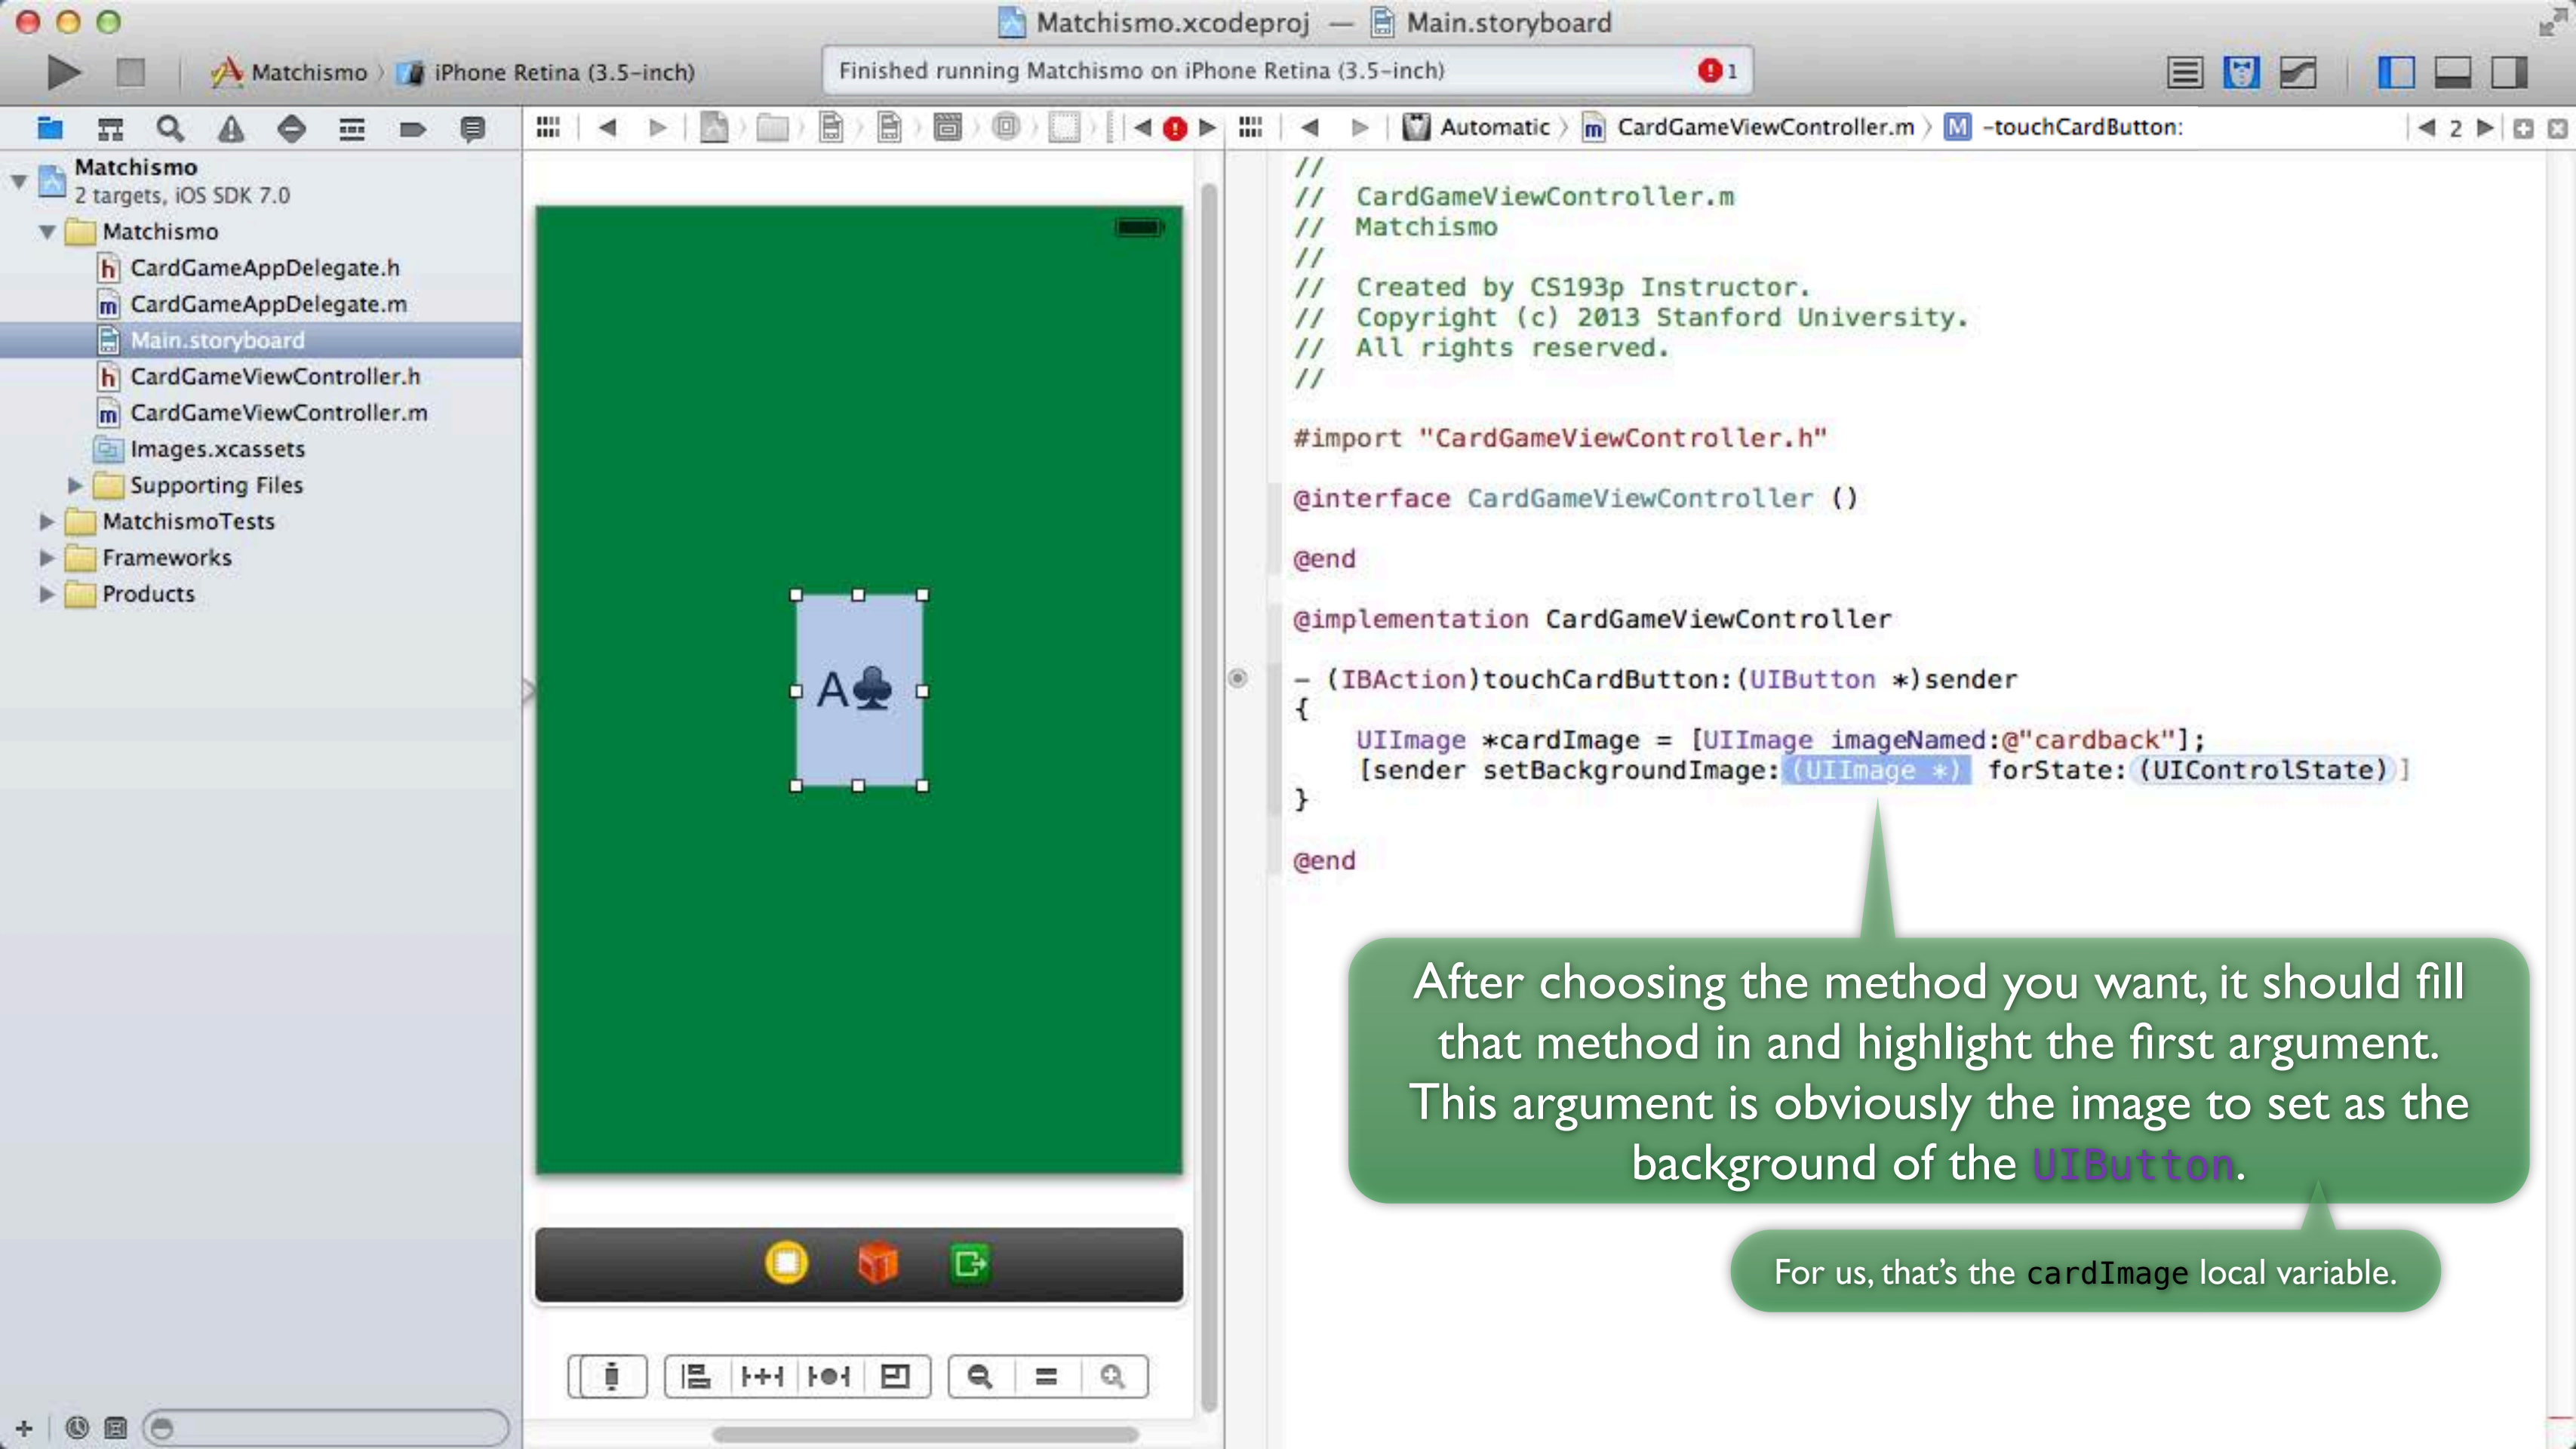 Matchismo.xcodeproj — Main.storyboard
Matchismo iPhone Retina (3.5-inch)
Finished running Matchismo on iPhone Retina (3.5-inch)
1
Automatic CardGameViewController.m M -touchCardButton:
2
Matchismo
2 targets, iOS SDK 7.0
Matchismo
h CardGameAppDelegate.h
m CardGameAppDelegate.m
Main.storyboard
h CardGameViewController.h
m CardGameViewController.m
Images.xcassets
Supporting Files
MatchismoTests
Frameworks
Products
A♣
//
// CardGameViewController.m
// Matchismo
//
// Created by CS193p Instructor.
// Copyright (c) 2013 Stanford University.
// All rights reserved.
//
#import "CardGameViewController.h"
@interface CardGameViewController ()
@end
@implementation CardGameViewController
- (IBAction)touchCardButton:(UIButton *)sender
{
UIImage *cardImage = [UIImage imageNamed:@"cardback"];
[sender setBackgroundImage:(UIImage *) forState:(UIControlState)]
}
@end
After choosing the method you want, it should fill
that method in and highlight the first argument.
This argument is obviously the image to set as the
background of the UIButton.
For us, that's the cardImage local variable.